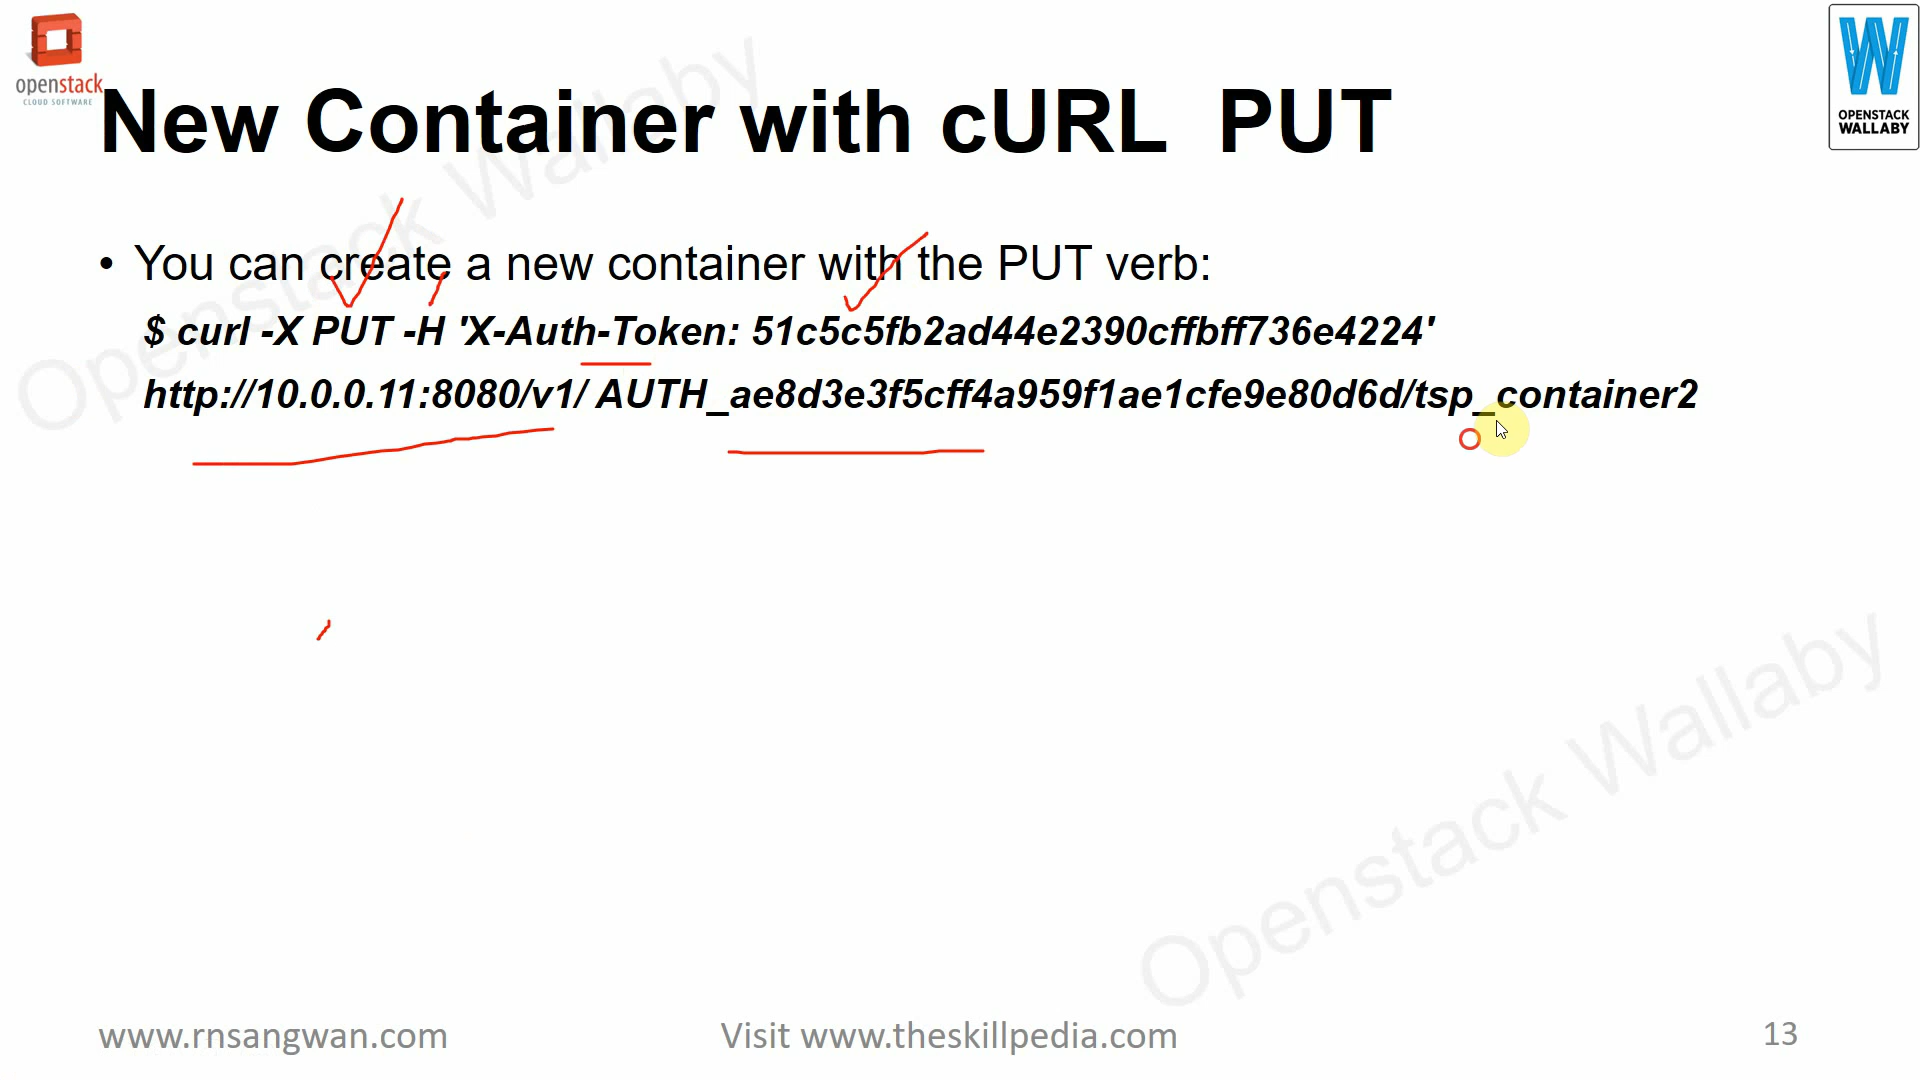 openstack
CLOUD SOFTWARE
OPENSTACK
WALLABY
New Container with cURL  PUT
• You can create a new container with the PUT verb:
$ curl -X PUT -H 'X-Auth-Token: 51c5c5fb2ad44e2390cffbff736e4224'
http://10.0.0.11:8080/v1/ AUTH_ae8d3e3f5cff4a959f1ae1cfe9e80d6d/tsp_container2
Openstack Wallaby
Openstack Wallaby
www.rnsangwan.com
Visit www.theskillpedia.com
13